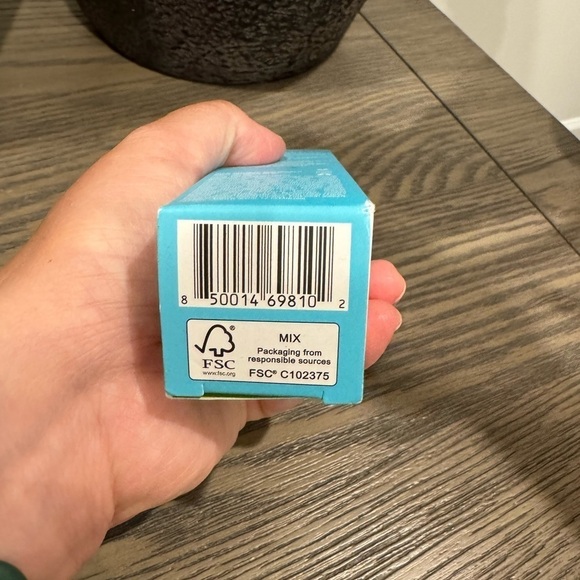 8 50014 69810 2
MIX
Packaging from
responsible sources
FSC® C102375
®
FSC
www.fsc.org